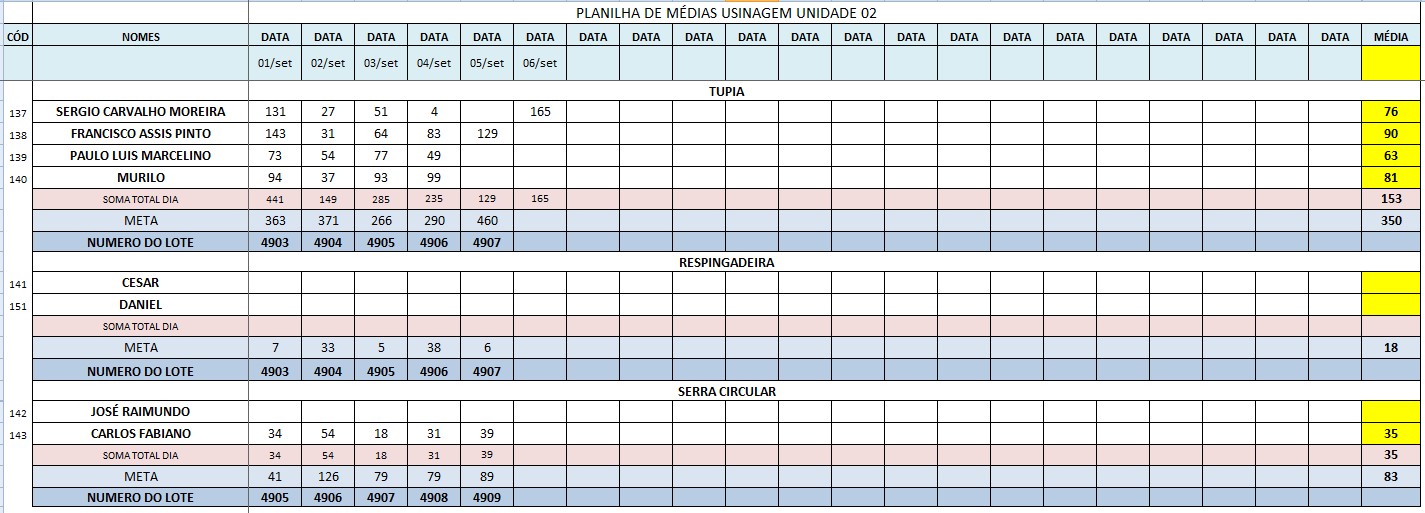 PLANILHA DE MÉDIAS USINAGEM UNIDADE 02
CÓD NOMES DATA DATA DATA DATA DATA DATA DATA DATA DATA DATA DATA DATA DATA DATA DATA DATA DATA DATA DATA DATA DATA MÉDIA
01/set 02/set 03/set 04/set 05/set 06/set
TUPIA
137 SERGIO CARVALHO MOREIRA 131 27 51 4 165 76
138 FRANCISCO ASSIS PINTO 143 31 64 83 129 90
139 PAULO LUIS MARCELINO 73 54 77 49 63
140 MURILO 94 37 93 99 81
SOMA TOTAL DIA 441 149 285 235 129 165 153
META 363 371 266 290 460 350
NUMERO DO LOTE 4903 4904 4905 4906 4907
RESPINGADEIRA
141 CESAR
151 DANIEL
SOMA TOTAL DIA
META 7 33 5 38 6 18
NUMERO DO LOTE 4903 4904 4905 4906 4907
SERRA CIRCULAR
142 JOSÉ RAIMUNDO
143 CARLOS FABIANO 34 54 18 31 39 35
SOMA TOTAL DIA 34 54 18 31 39 35
META 41 126 79 79 89 83
NUMERO DO LOTE 4905 4906 4907 4908 4909